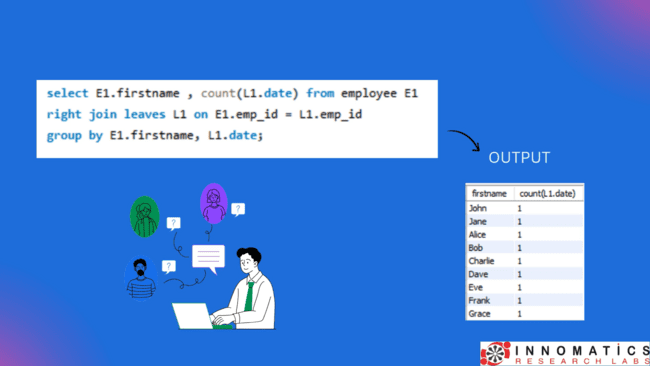 select E1.firstname , count(L1.date) from employee E1
right join leaves L1 on E1.emp_id = L1.emp_id
group by E1.firstname, L1.date;
OUTPUT
firstname count(L1.date)
John 1
Jane 1
Alice 1
Bob 1
Charlie 1
Dave 1
Eve 1
Frank 1
Grace 1
?
?
?
INNOMATICS
RESEARCH LABS